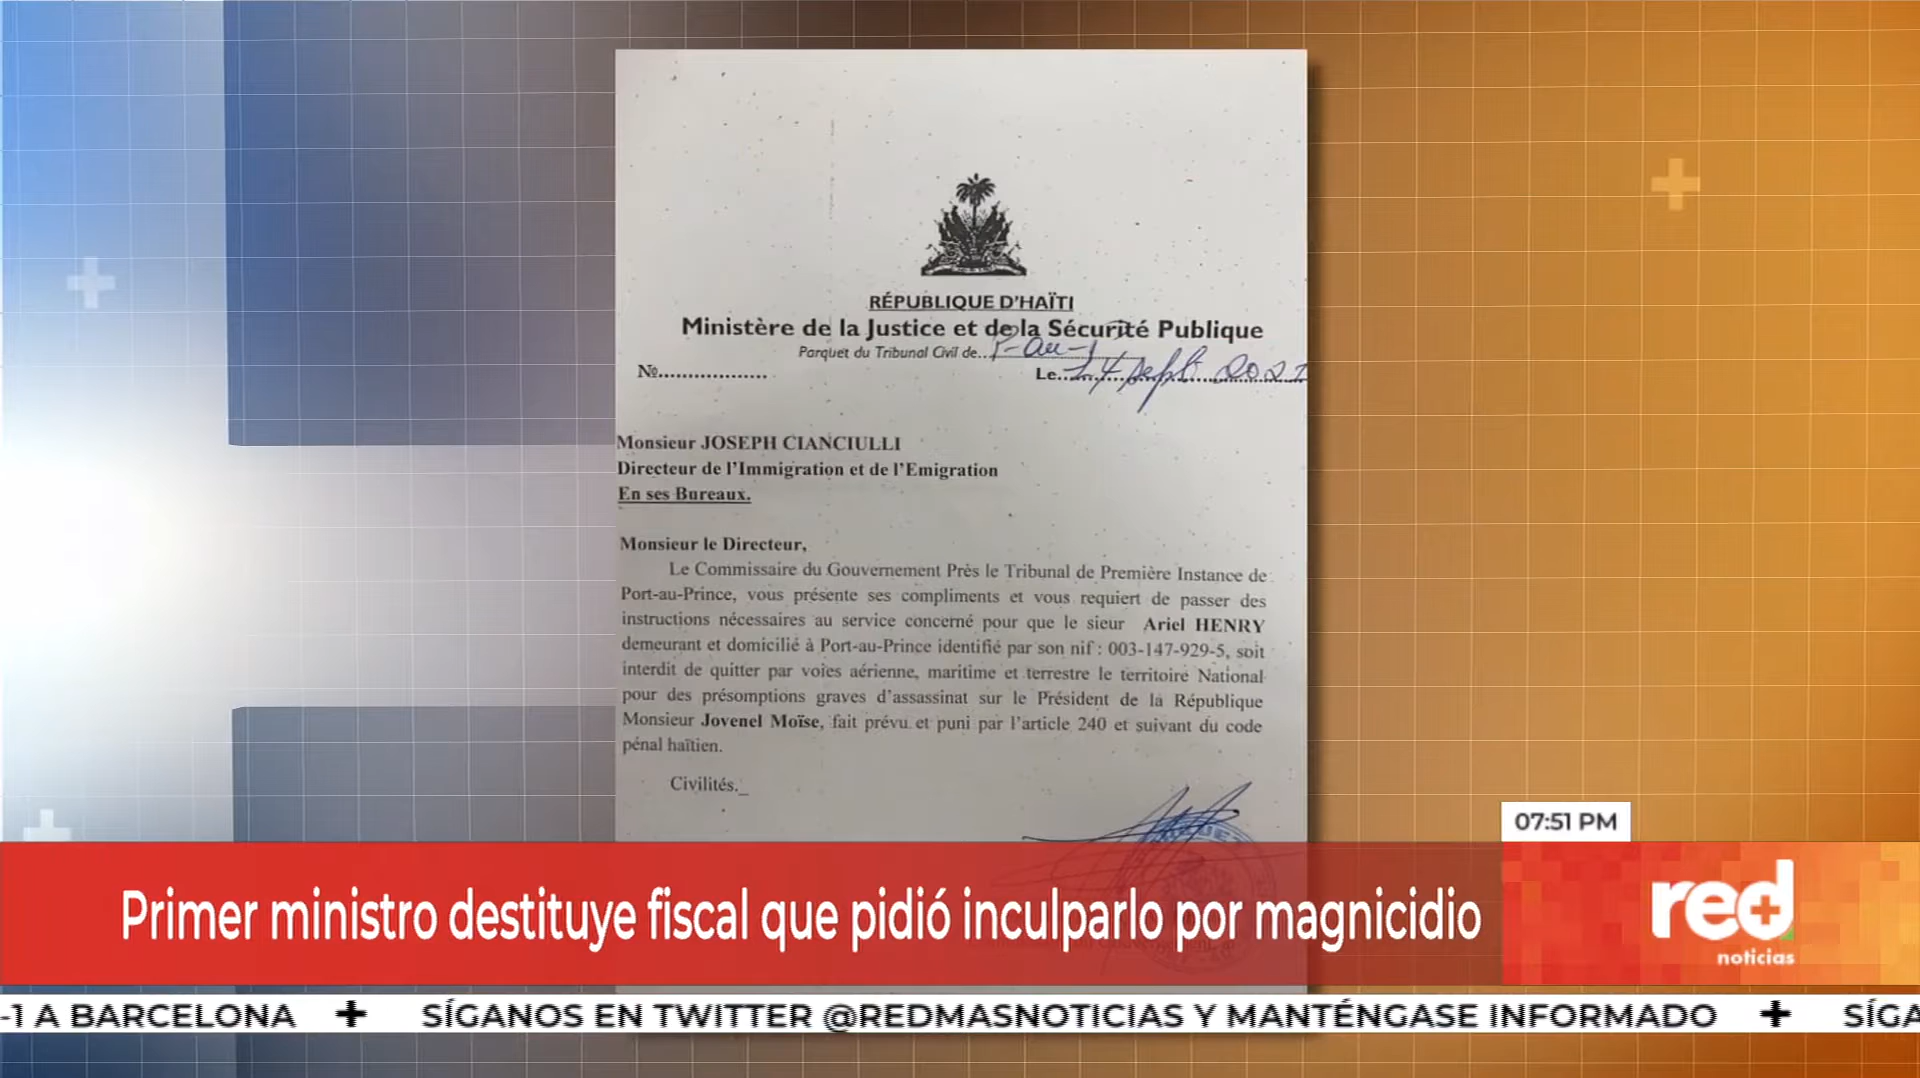 RÉPUBLIQUE D'HAÏTI
Ministère de la Justice et de la Sécurité Publique
Parquet du Tribunal Civil de... P-au-P
No..................
Le... 14 sept 2021
Monsieur JOSEPH CIANCIULLI
Directeur de l'Immigration et de l'Emigration
En ses Bureaux.
Monsieur le Directeur,
Le Commissaire du Gouvernement Près le Tribunal de Première Instance de
Port-au-Prince, vous présente ses compliments et vous requiert de passer des
instructions nécessaires au service concerné pour que le sieur Ariel HENRY
demeurant et domicilié à Port-au-Prince identifié par son nif : 003-147-929-5, soit
interdit de quitter par voies aérienne, maritime et terrestre le territoire National
pour des présomptions graves d'assassinat sur le Président de la République
Monsieur Jovenel Moïse, fait prévu et puni par l'article 240 et suivant du code
pénal haïtien.
Civilités._
07:51 PM
Primer ministro destituye fiscal que pidió inculparlo por magnicidio
red+
noticias
-1 A BARCELONA + SÍGANOS EN TWITTER @REDMASNOTICIAS Y MANTÉNGASE INFORMADO + SÍGA